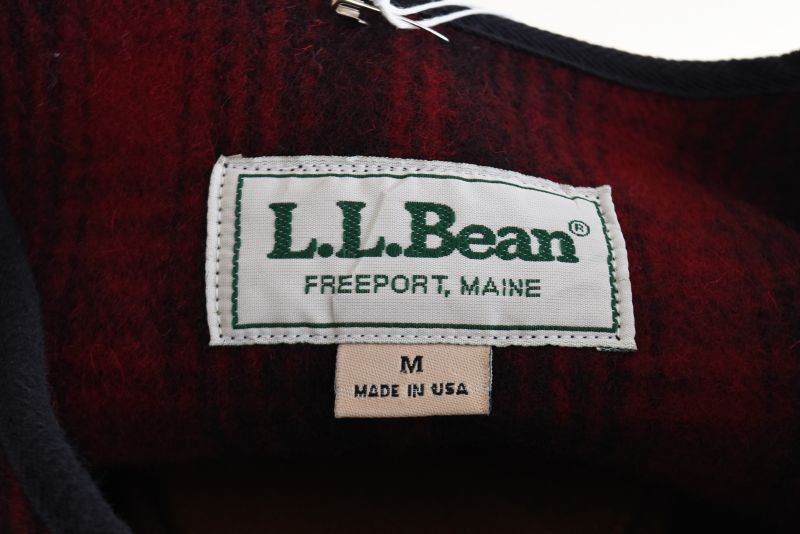 L.L.Bean®
FREEPORT, MAINE
M
MADE IN USA